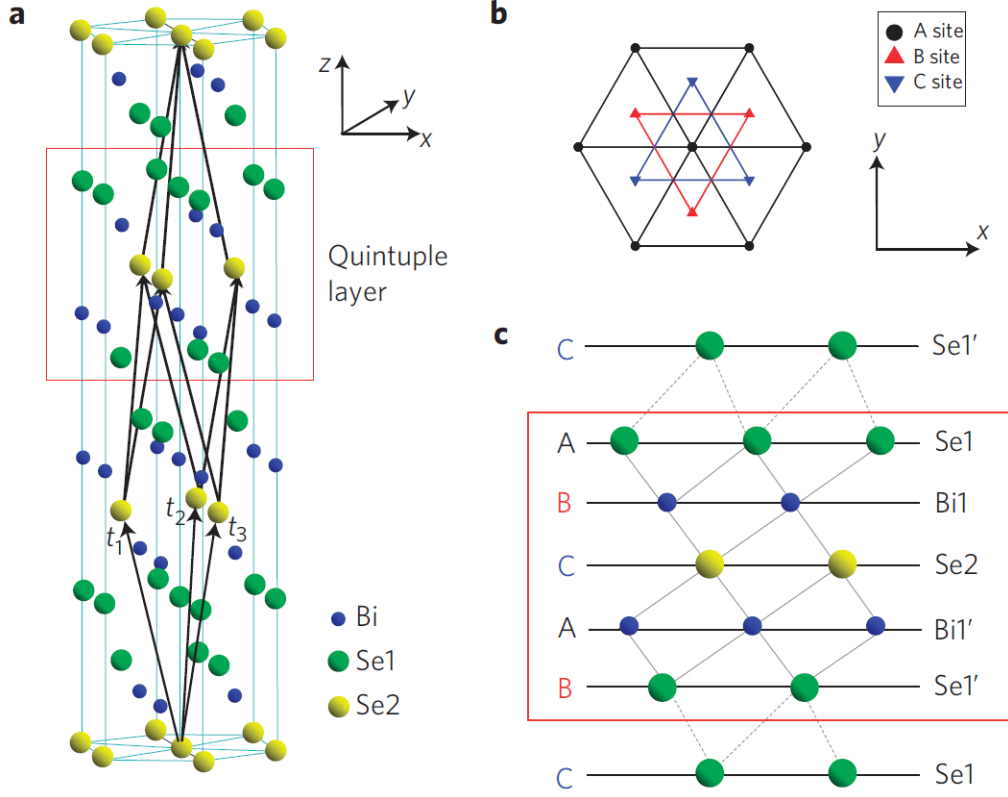 a
z
y
x
Quintuple
layer
t1
t2
t3
Bi
Se1
Se2
b
A site
B site
C site
y
x
c
C Se1′
A Se1
B Bi1
C Se2
A Bi1′
B Se1′
C Se1